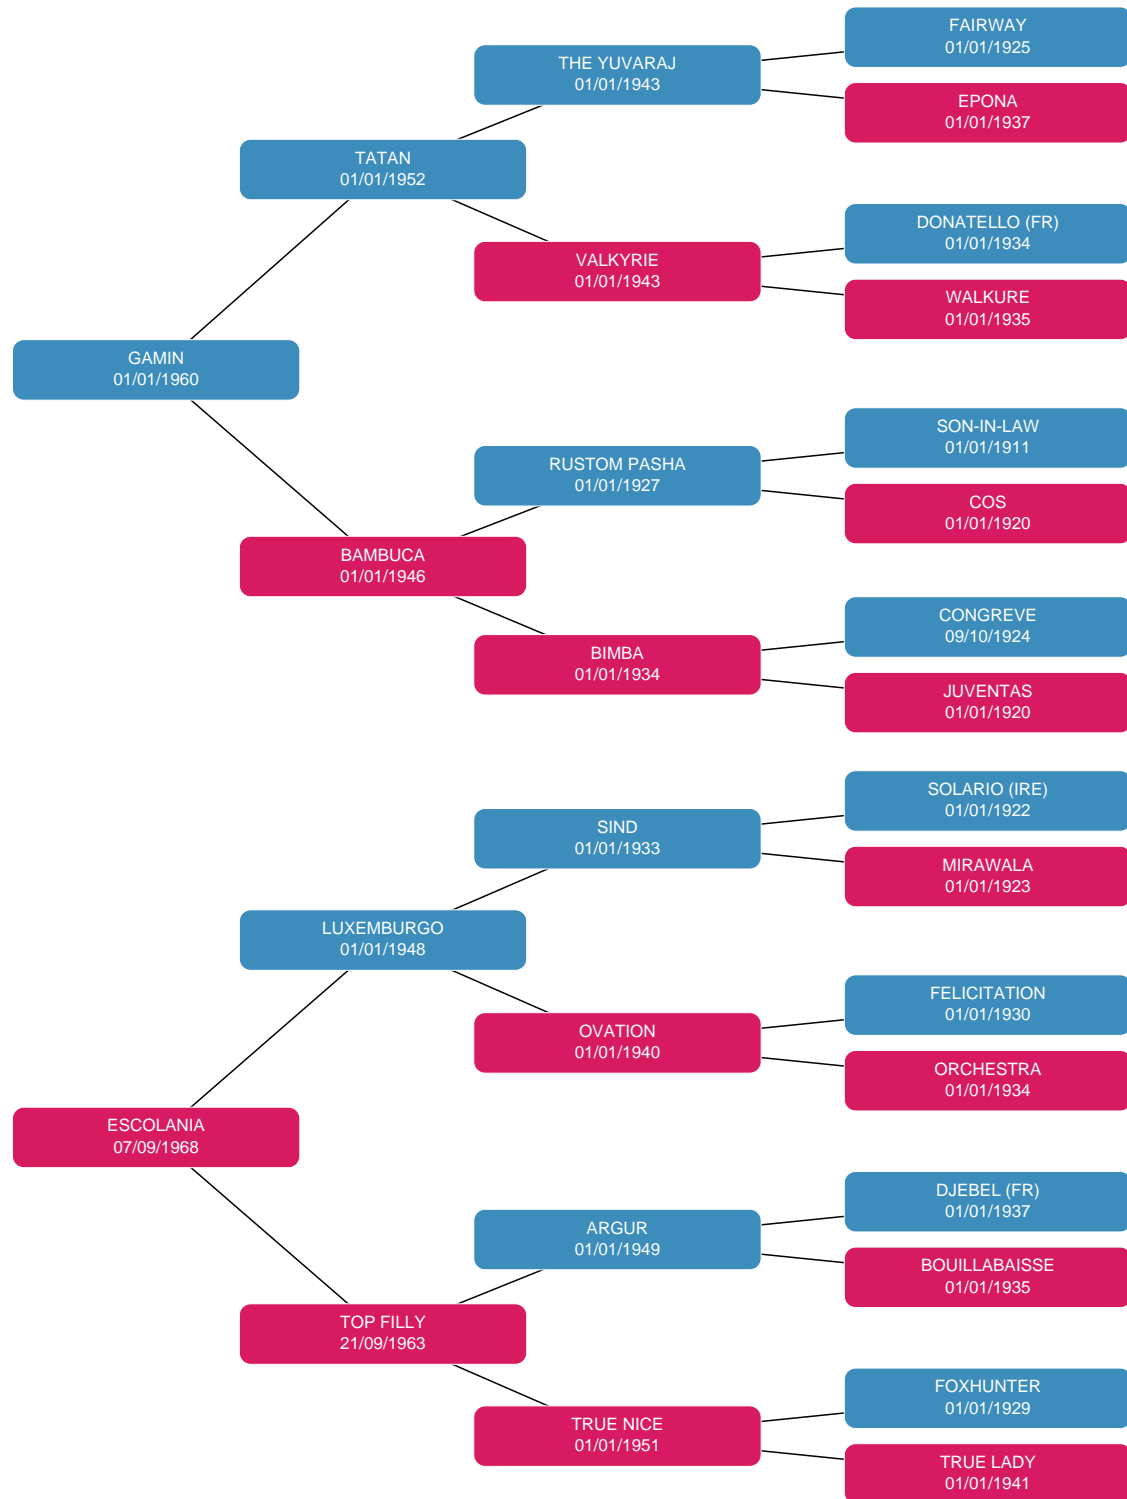 FAIRWAY
01/01/1925
THE YUVARAJ
01/01/1943
EPONA
01/01/1937
TATAN
01/01/1952
DONATELLO (FR)
01/01/1934
VALKYRIE
01/01/1943
WALKURE
01/01/1935
GAMIN
01/01/1960
SON-IN-LAW
01/01/1911
RUSTOM PASHA
01/01/1927
COS
01/01/1920
BAMBUCA
01/01/1946
CONGREVE
09/10/1924
BIMBA
01/01/1934
JUVENTAS
01/01/1920
SOLARIO (IRE)
01/01/1922
SIND
01/01/1933
MIRAWALA
01/01/1923
LUXEMBURGO
01/01/1948
FELICITATION
01/01/1930
OVATION
01/01/1940
ORCHESTRA
01/01/1934
ESCOLANIA
07/09/1968
DJEBEL (FR)
01/01/1937
ARGUR
01/01/1949
BOUILLABAISSE
01/01/1935
TOP FILLY
21/09/1963
FOXHUNTER
01/01/1929
TRUE NICE
01/01/1951
TRUE LADY
01/01/1941